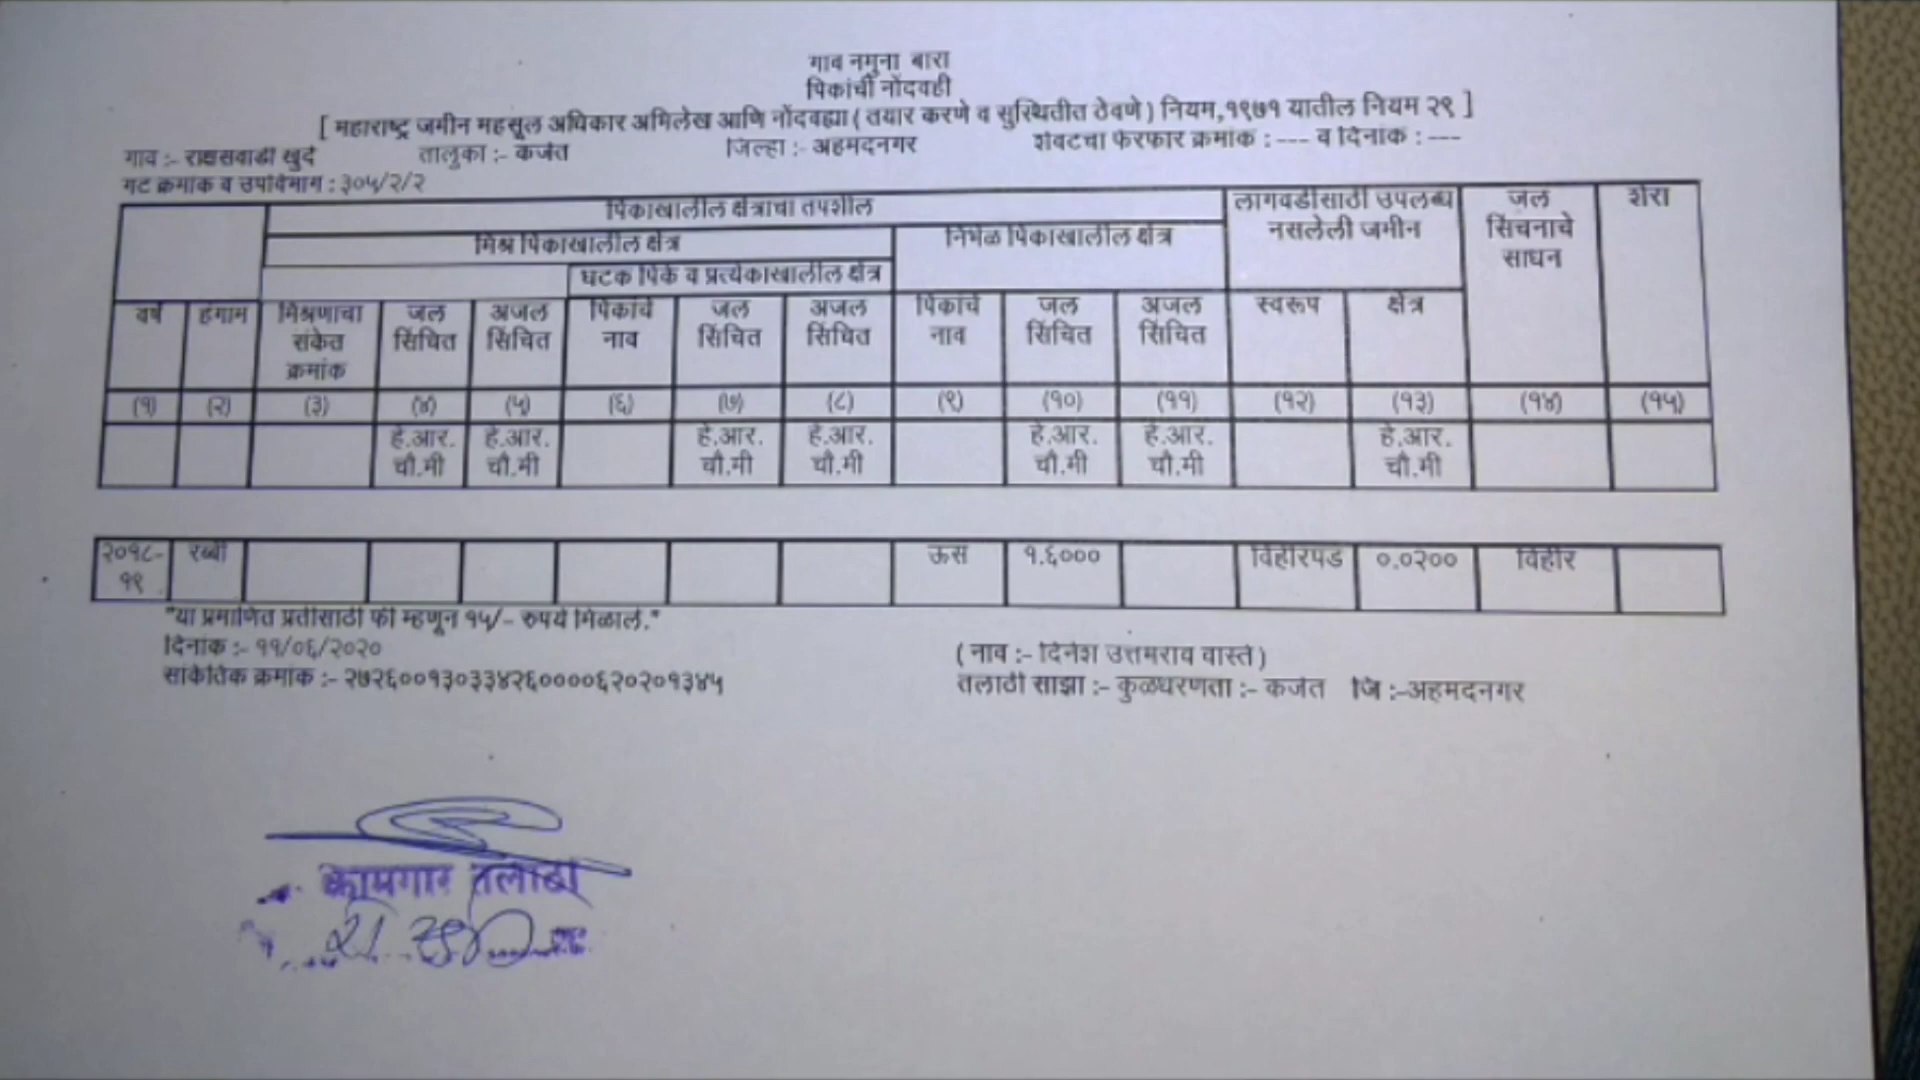 गाव नमुना बारा
पिकांची नोंदवही
[ महाराष्ट्र जमीन महसूल अधिकार अभिलेख आणि नोंदवह्या ( तयार करणे व सुस्थितीत ठेवणे ) नियम,१९७१ यातील नियम २९ ]
गाव :- राक्षसवाडी खुर्द तालुका :- कर्जत जिल्हा :- अहमदनगर शेवटचा फेरफार क्रमांक : --- व दिनांक : ---
गट क्रमांक व उपविभाग : ३०५/२/२
पिकाखालील क्षेत्राचा तपशील लागवडीसाठी उपलब्ध नसलेली जमीन जल सिंचनाचे साधन शेरा
मिश्र पिकाखालील क्षेत्र निर्भेळ पिकाखालील क्षेत्र
घटक पिके व प्रत्येकाखालील क्षेत्र
वर्ष हंगाम मिश्रणाचा संकेत क्रमांक जल सिंचित अजल सिंचित पिकांचे नाव जल सिंचित अजल सिंचित पिकांचे नाव जल सिंचित अजल सिंचित स्वरूप क्षेत्र
(१) (२) (३) (४) (५) (६) (७) (८) (९) (१०) (११) (१२) (१३) (१४) (१५)
हे.आर. चौ.मी हे.आर. चौ.मी हे.आर. चौ.मी हे.आर. चौ.मी हे.आर. चौ.मी हे.आर. चौ.मी हे.आर. चौ.मी
२०१८-१९ रब्बी ऊस १.६००० विहीरपड ०.०२०० विहीर
"या प्रमाणित प्रतीसाठी फी म्हणून १५/- रुपये मिळाले."
दिनांक :- ११/०६/२०२०
सांकेतिक क्रमांक :- २७२६००१३०३३४२६००००६२०२०१३४५
( नाव :- दिनेश उत्तमराव वास्ते )
तलाठी साझा :- कुळधरणता :- कर्जत जि :-अहमदनगर
कामगार तलाठी